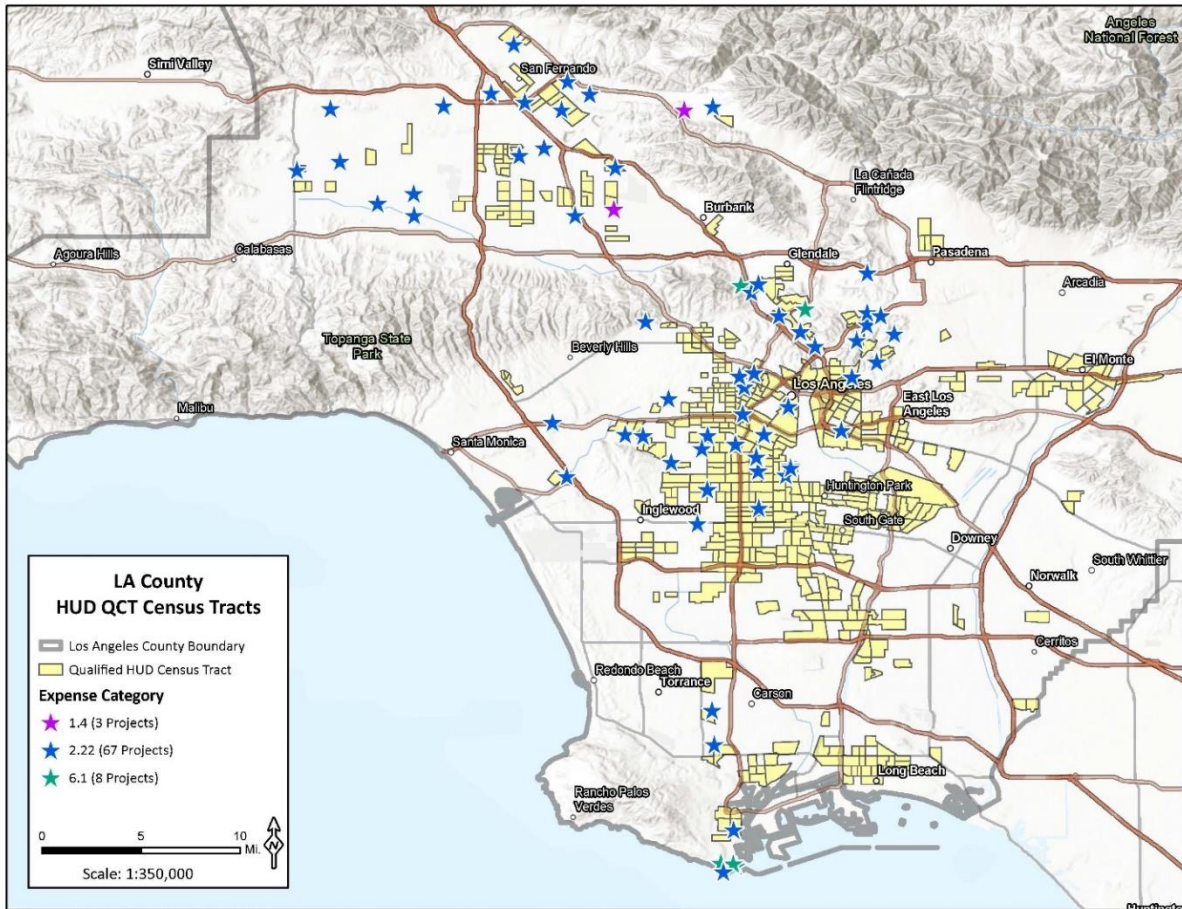 Angeles
National Forest
Simi Valley
San Fernando
La Cañada
Flintridge
Burbank
Agoura Hills
Calabasas
Glendale
Pasadena
Arcadia
Topanga State
Park
Beverly Hills
El Monte
Los Angeles
East Los
Angeles
Malibu
Santa Monica
Huntington Park
Inglewood
South Gate
Downey
South Whittier
Norwalk
Cerritos
Redondo Beach
Torrance
Carson
Long Beach
Rancho Palos
Verdes
LA County
HUD QCT Census Tracts
Los Angeles County Boundary
Qualified HUD Census Tract
Expense Category
1.4 (3 Projects)
2.22 (67 Projects)
6.1 (8 Projects)
0 5 10
Mi.
N
Scale: 1:350,000